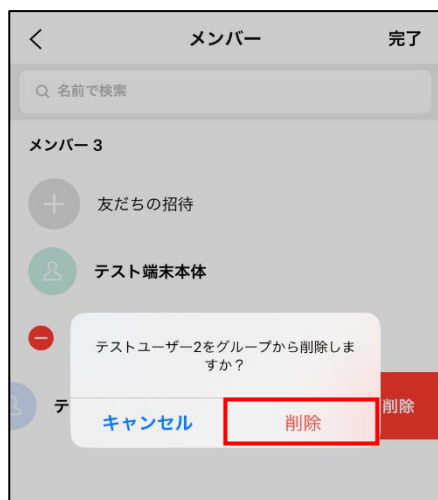 メンバー
完了
名前で検索
メンバー 3
友だちの招待
テスト端末本体
テストユーザー2をグループから削除しま
すか？
テ
削除
キャンセル
削除